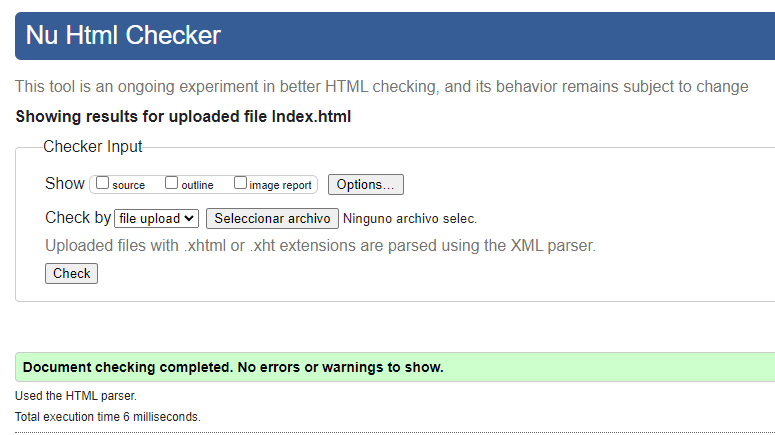 Nu Html Checker
This tool is an ongoing experiment in better HTML checking, and its behavior remains subject to change
Showing results for uploaded file Index.html
Checker Input
Show source outline image report Options...
Check by file upload Seleccionar archivo Ninguno archivo selec.
Uploaded files with .xhtml or .xht extensions are parsed using the XML parser.
Check
Document checking completed. No errors or warnings to show.
Used the HTML parser.
Total execution time 6 milliseconds.